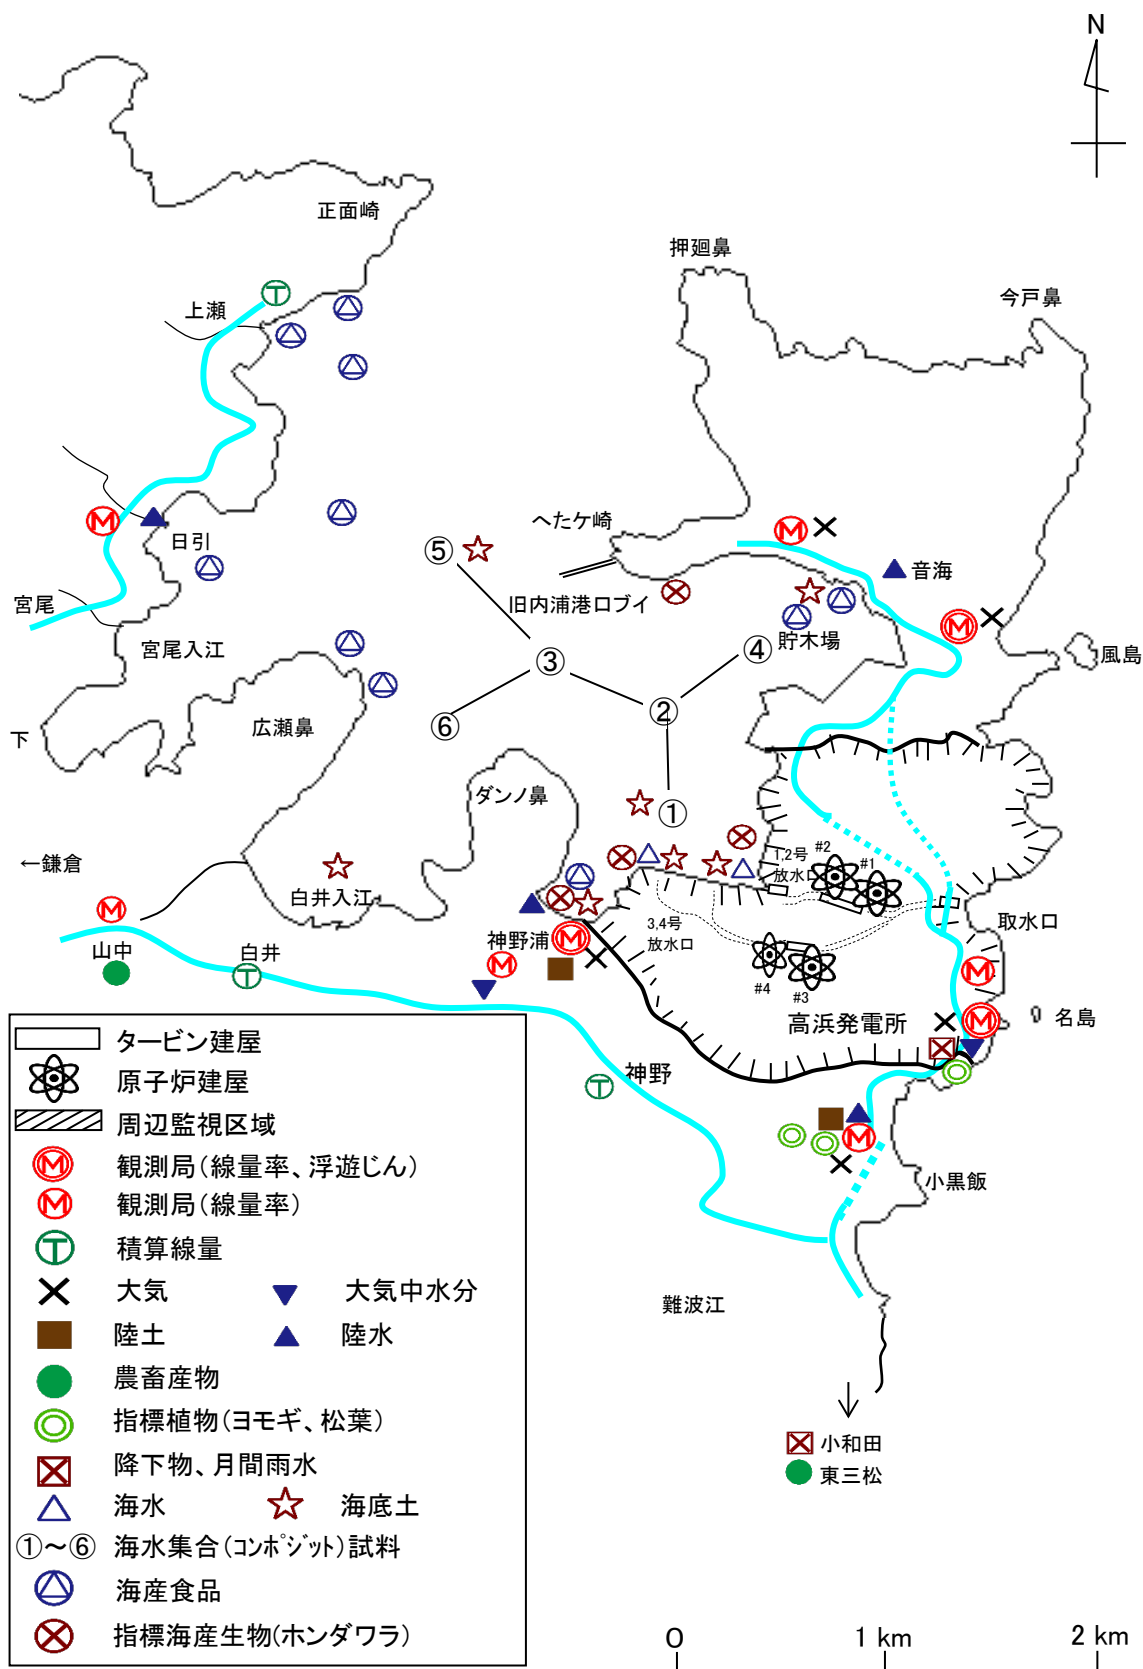 N
正面崎
押廻鼻
今戸鼻
T
上瀬
へたケ崎
M
M
日引
⑤
音海
宮尾
旧内浦港ロブイ
M
宮尾入江
貯木場
④
風島
③
広瀬鼻
②
⑥
下
ダンノ鼻
①
←鎌倉
1,2号
放水口
#2
#1
白井入江
M
山中
白井
T
神野浦
M
M
3,4号
放水口
取水口
M
#4
#3
高浜発電所
M
名島
神野
T
M
小黒飯
難波江
小和田
東三松
タービン建屋
原子炉建屋
周辺監視区域
M 観測局(線量率、浮遊じん)
M 観測局(線量率)
T 積算線量
大気 大気中水分
陸土 陸水
農畜産物
指標植物(ヨモギ、松葉)
降下物、月間雨水
海水 海底土
①～⑥ 海水集合(ｺﾝﾎﾟｼﾞｯﾄ)試料
海産食品
指標海産生物(ホンダワラ)
0 1 km 2 km